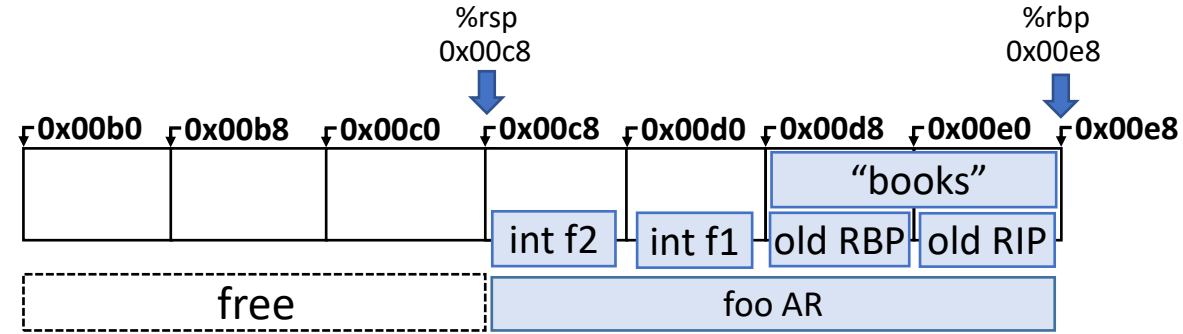 %rsp
0x00c8
%rbp
0x00e8
0x00b0 0x00b8 0x00c0 0x00c8 0x00d0 0x00d8 0x00e0 0x00e8
“books”
int f2 int f1 old RBP old RIP
free foo AR